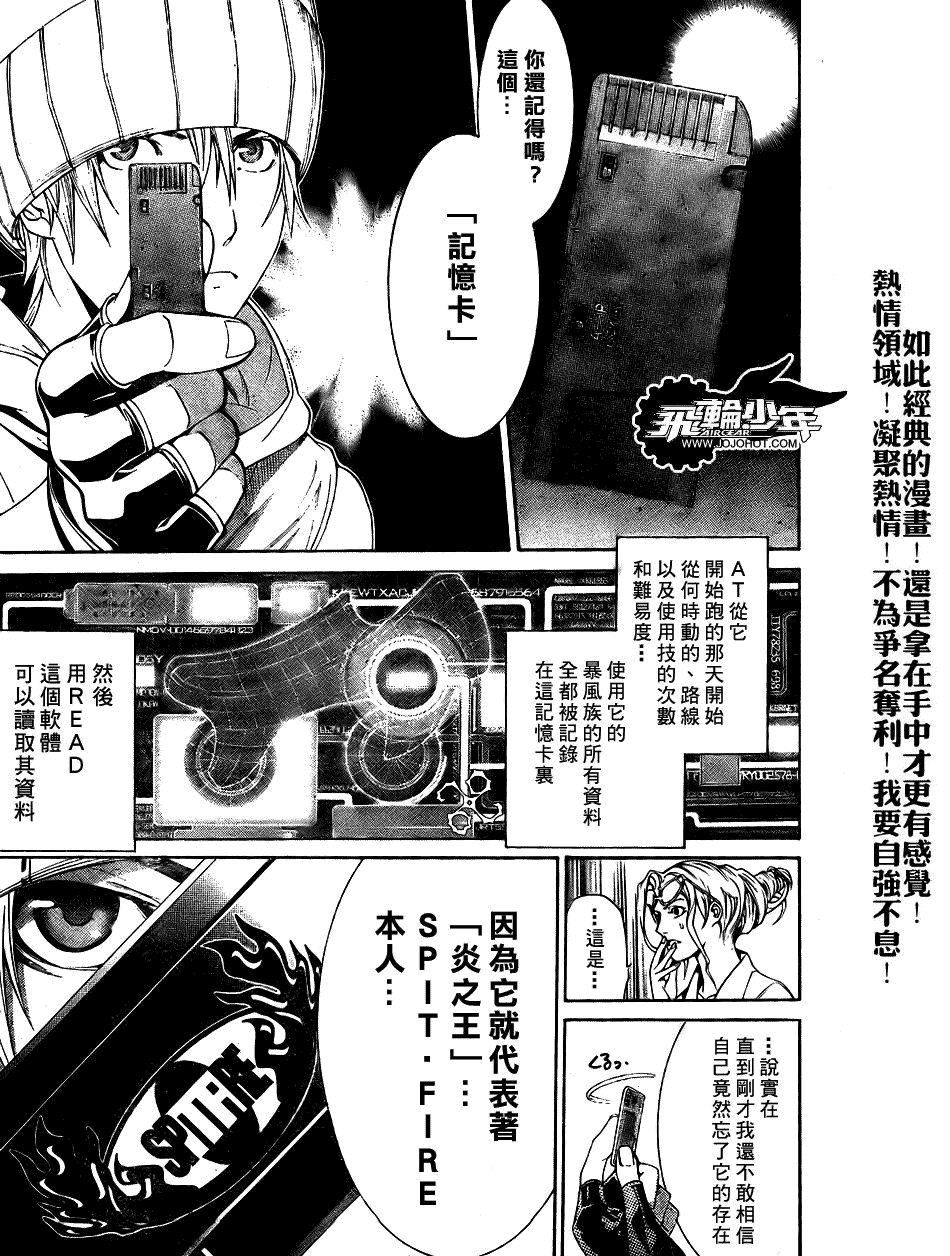 你還記得嗎？
這個…
「記憶卡」
飛輪少年
AIRGEAR
WWW.JOJOHOT.COM
如此經典的漫畫！還是拿在手中才更有感覺！
熱情領域！凝聚熱情！不為爭名奪利！我要自強不息！
AT從它
開始跑的那天開始
從何時動的、路線
以及使用技的次數
和難易度…
使用它的
暴風族的所有資料
全都被記錄
在這記憶卡裏
然後
用READ
這個軟體
可以讀取其資料
…這是…
…說實在
直到剛才我還不敢相信
自己竟然忘了它的存在
くるっ
因為它就代表著
「炎之王」…
SPIT·FIRE
本人…
SPITFIRE